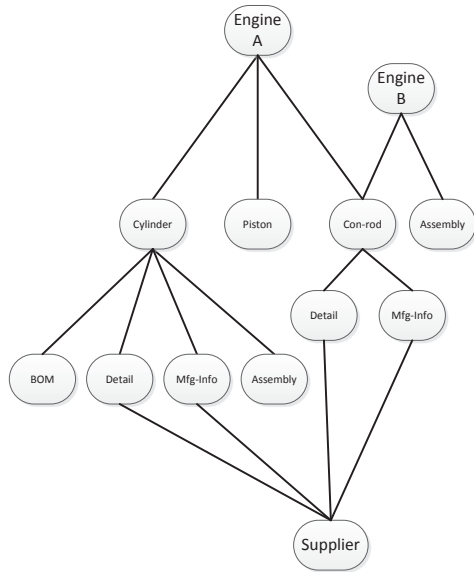 Engine
A
Engine
B
Cylinder
Piston
Con-rod
Assembly
Detail
Mfg-Info
BOM
Detail
Mfg-Info
Assembly
Supplier